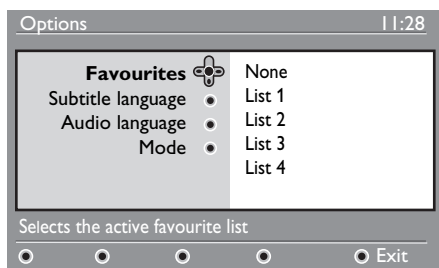 Options 11:28
Favourites None
Subtitle language List 1
Audio language List 2
Mode List 3
List 4
Selects the active favourite list
Exit